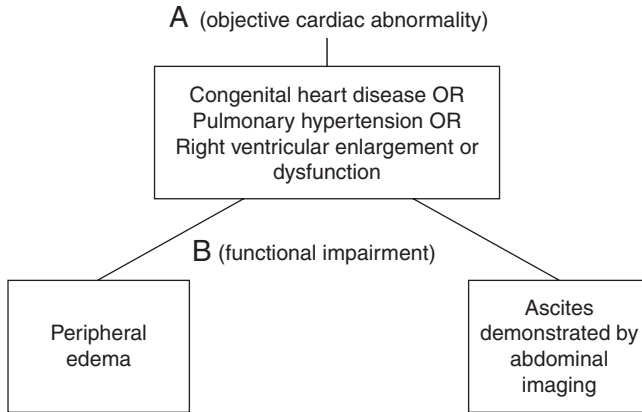 A (objective cardiac abnormality)
Congenital heart disease OR
Pulmonary hypertension OR
Right ventricular enlargement or
dysfunction
B (functional impairment)
Peripheral
edema
Ascites
demonstrated by
abdominal
imaging